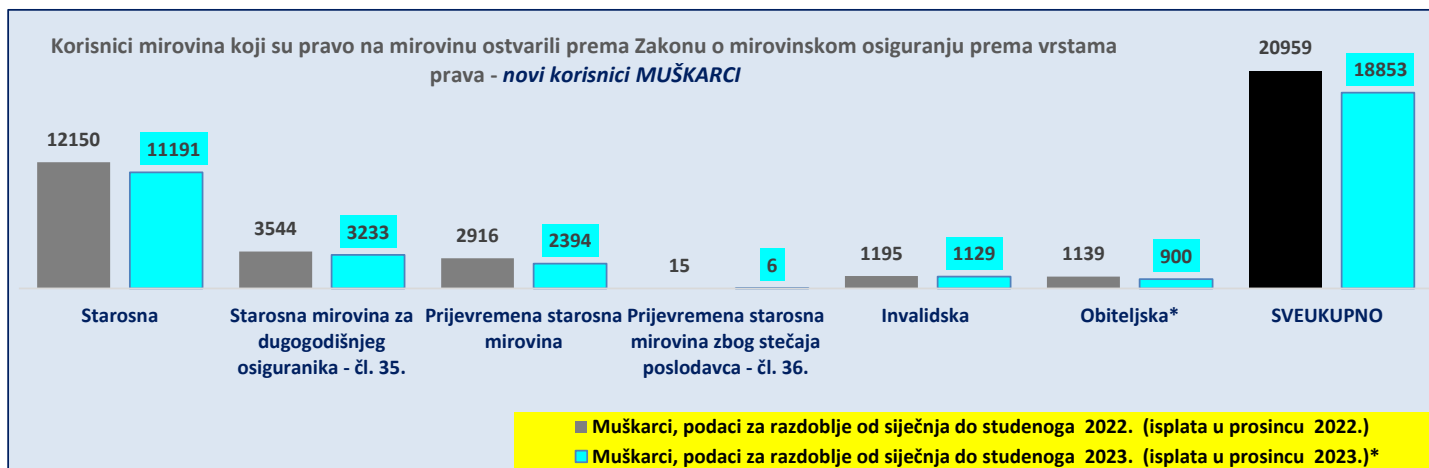 Korisnici mirovina koji su pravo na mirovinu ostvarili prema Zakonu o mirovinskom osiguranju prema vrstama
prava - novi korisnici MUŠKARCI
20959
18853
12150
11191
3544
3233
2916
2394
15
6
1195
1129
1139
900
Starosna
Starosna mirovina za
dugogodišnjeg
osiguranika - čl. 35.
Prijevremena starosna
mirovina
Prijevremena starosna
mirovina zbog stečaja
poslodavca - čl. 36.
Invalidska
Obiteljska*
SVEUKUPNO
Muškarci, podaci za razdoblje od siječnja do studenoga 2022. (isplata u prosincu 2022.)
Muškarci, podaci za razdoblje od siječnja do studenoga 2023. (isplata u prosincu 2023.)*